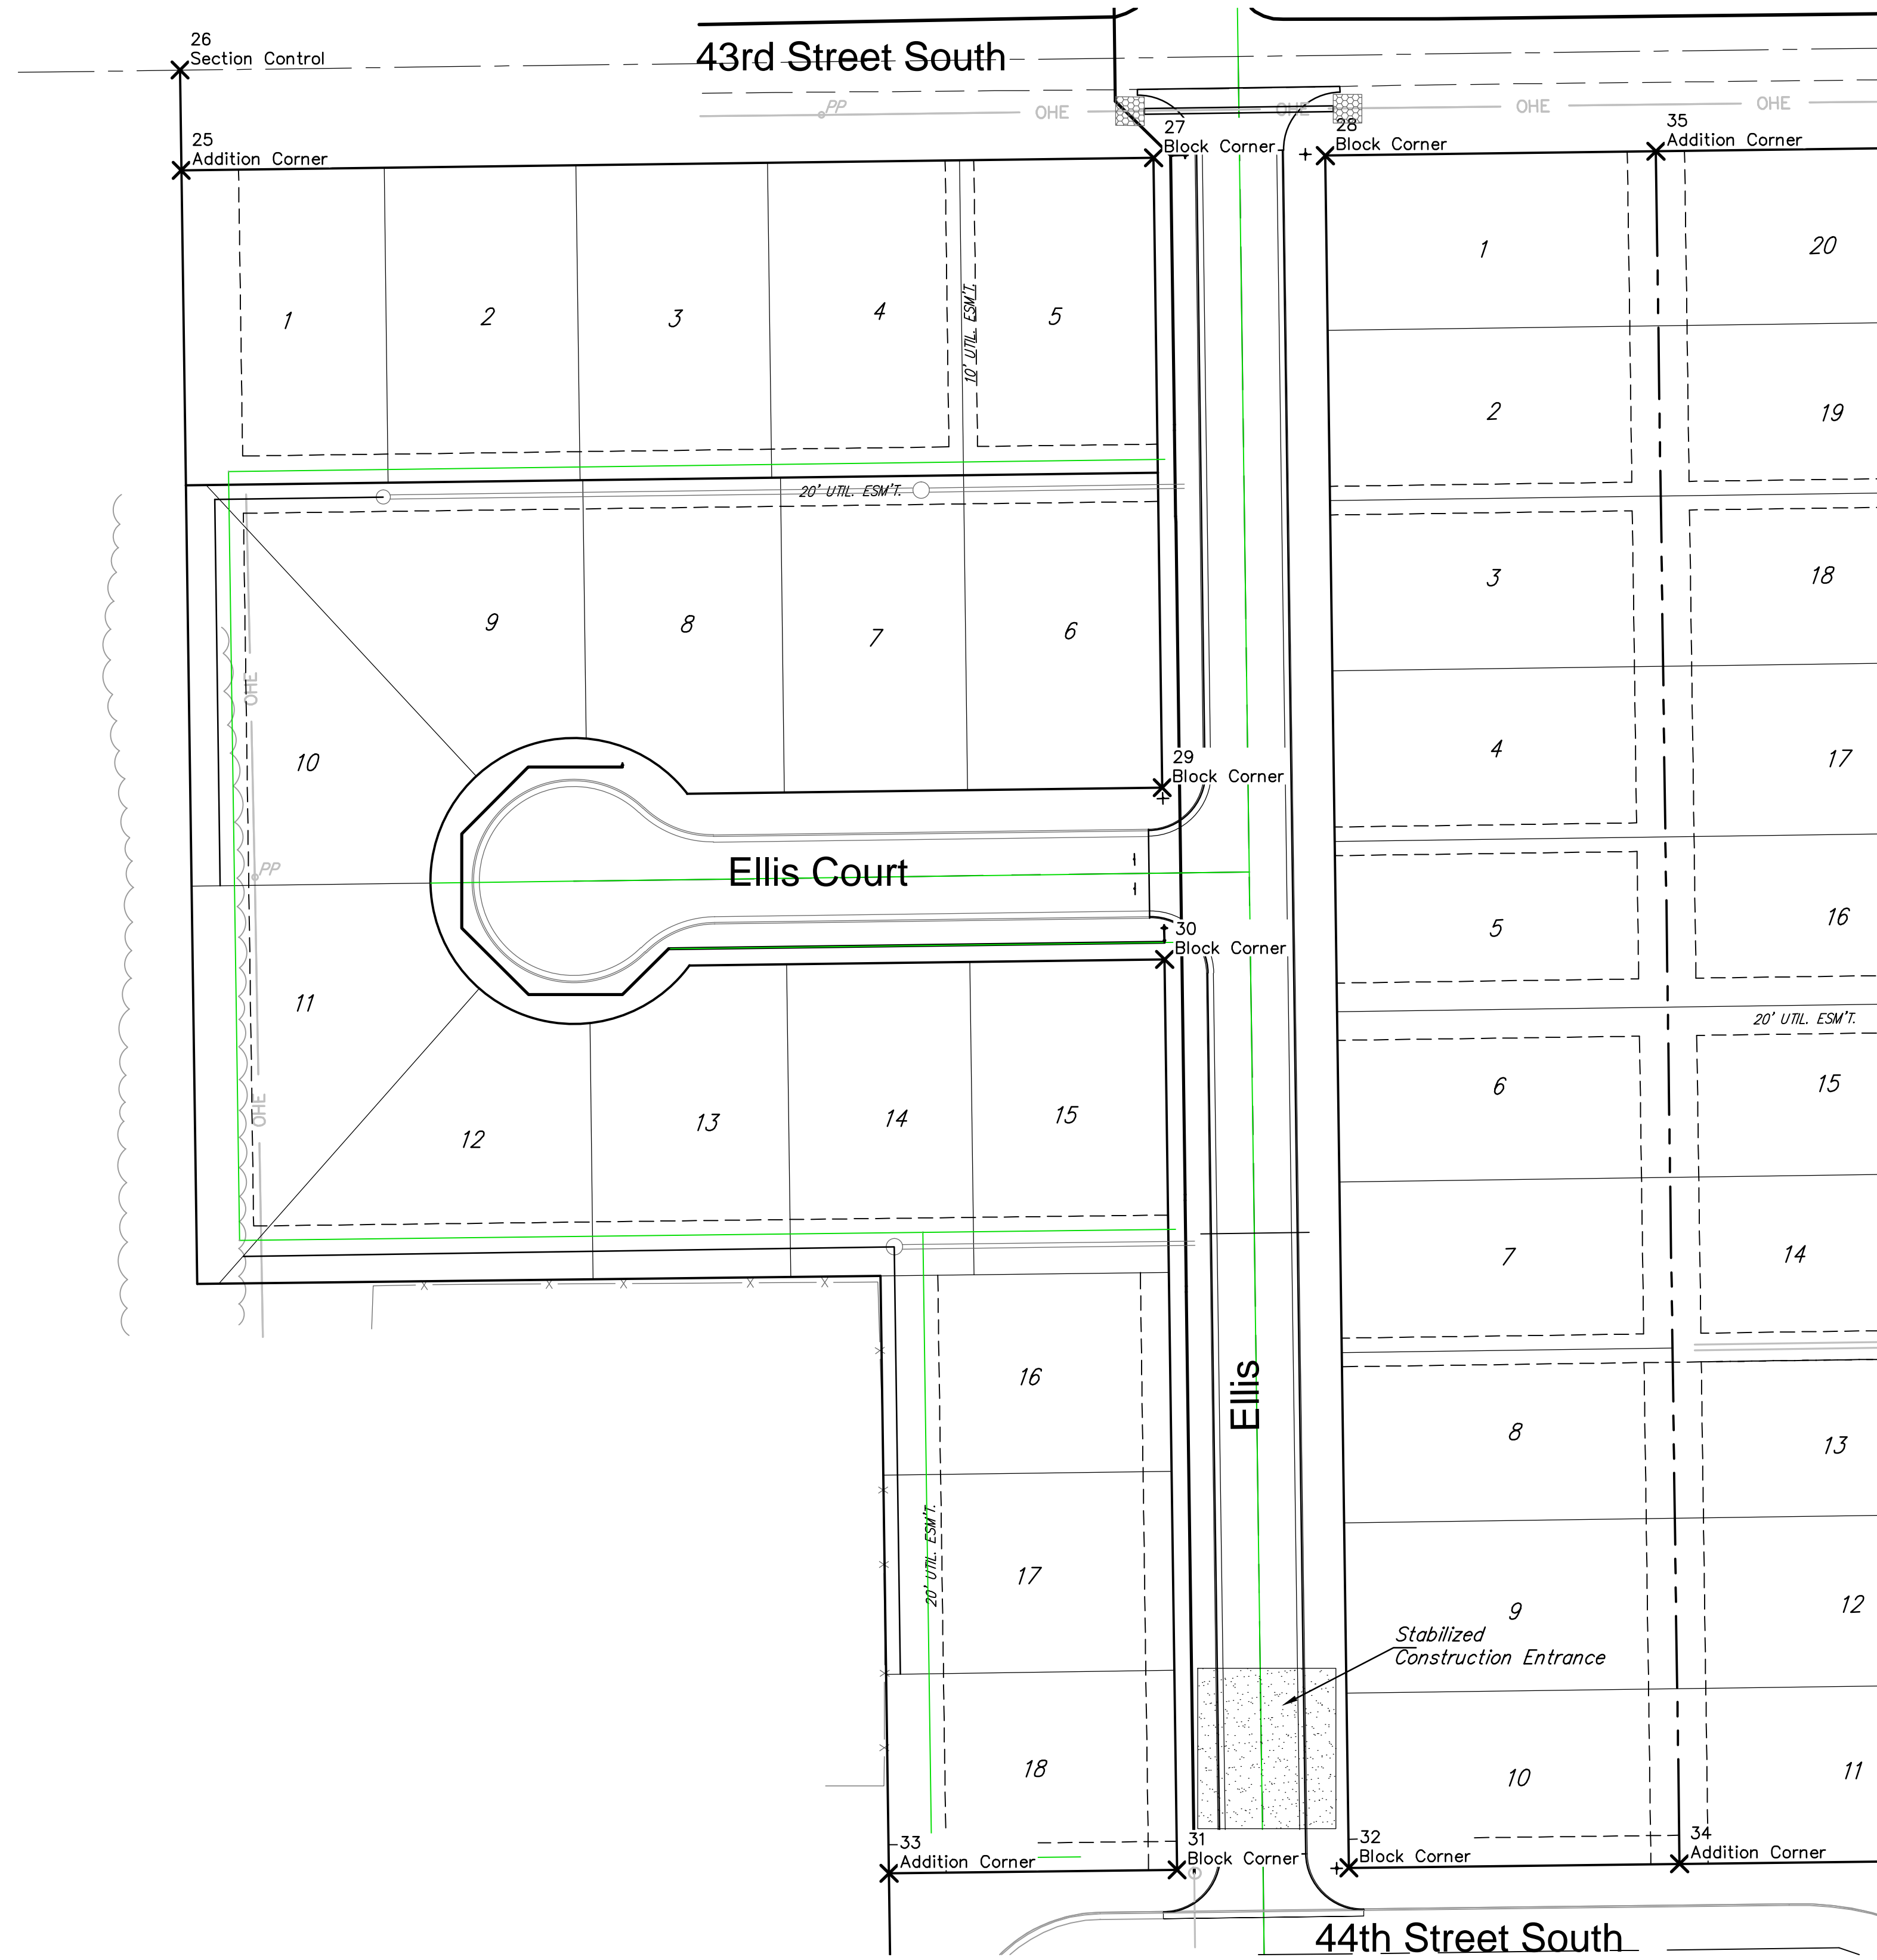 26
Section Control
43rd Street South
PP
OHE
OHE
OHE
OHE
25
Addition Corner
27
Block Corner
28
Block Corner
35
Addition Corner
1
2
3
4
10' UTIL. ESM'T.
5
1
20
2
19
20' UTIL. ESM'T.
3
18
9
8
7
6
OHE
10
29
Block Corner
4
17
PP
Ellis Court
30
Block Corner
5
16
11
20' UTIL. ESM'T.
OHE
12
13
14
15
6
15
7
14
16
Ellis
8
13
20' UTIL. ESM'T.
17
9
12
Stabilized
Construction Entrance
18
10
11
33
Addition Corner
31
Block Corner
32
Block Corner
34
Addition Corner
44th Street South